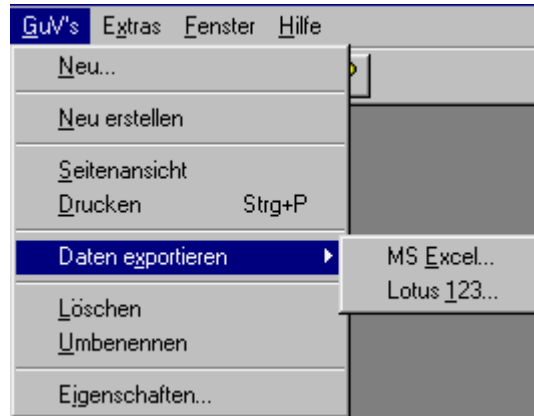 GuV's Extras Fenster Hilfe
Neu...
Neu erstellen
Seitenansicht
Drucken Strg+P
Daten exportieren
MS Excel...
Lotus 123...
Löschen
Umbenennen
Eigenschaften...